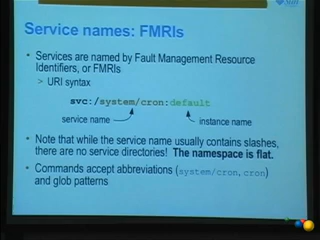 Sun
Service names: FMRIs
• Services are named by Fault Management Resource
Identifiers, or FMRIs
> URI syntax
svc:/system/cron:default
service name
instance name
• Note that while the service name usually contains slashes,
there are no service directories! The namespace is flat.
• Commands accept abbreviations (system/cron, cron)
and glob patterns